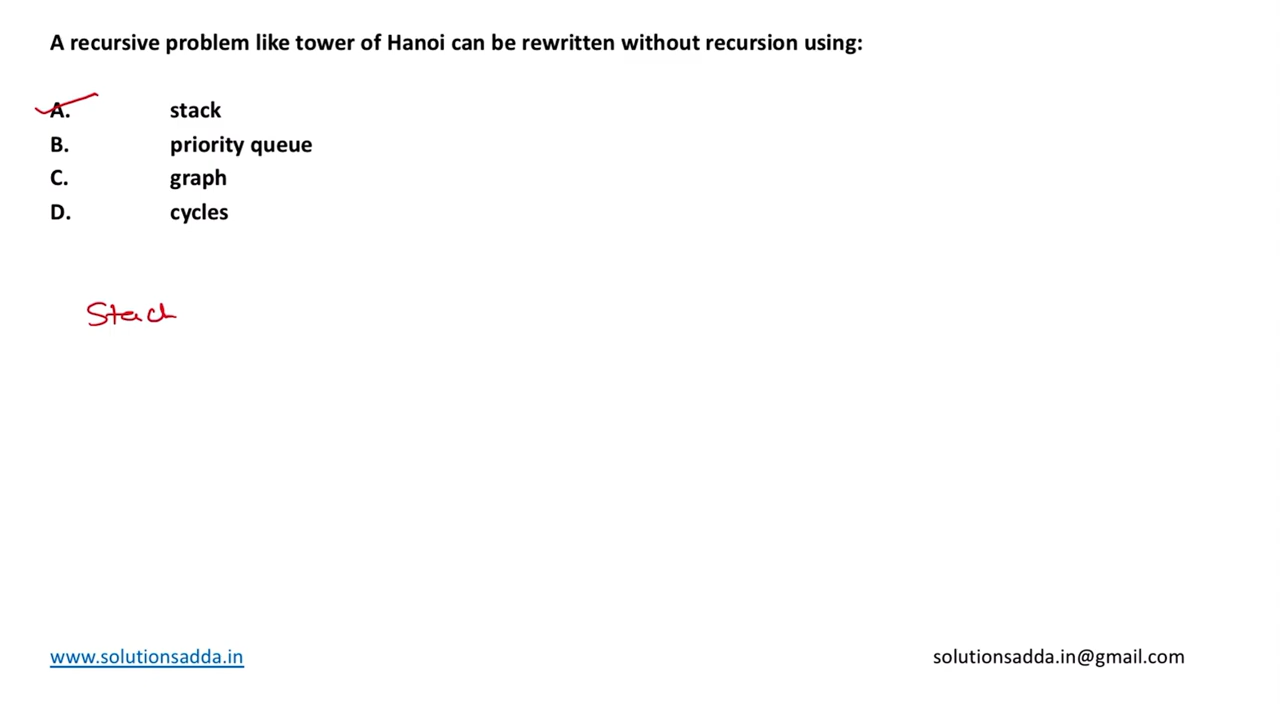 A recursive problem like tower of Hanoi can be rewritten without recursion using:
A. stack
B. priority queue
C. graph
D. cycles
Stack
www.solutionsadda.in
solutionsadda.in@gmail.com